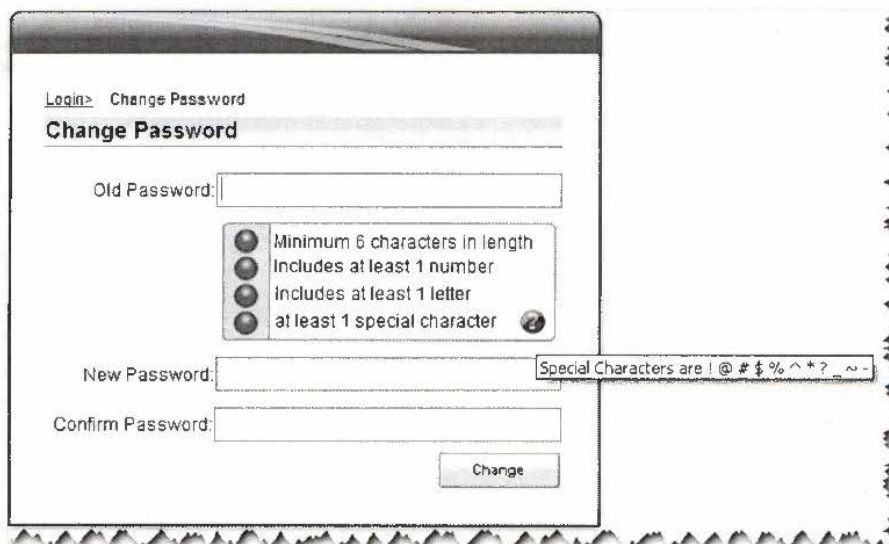 Login> Change Password
Change Password
Old Password:
Minimum 6 characters in length
Includes at least 1 number
Includes at least 1 letter
at least 1 special character ?
New Password:
Special Characters are ! @ # $ % ^ * ? _ ~ -
Confirm Password:
Change